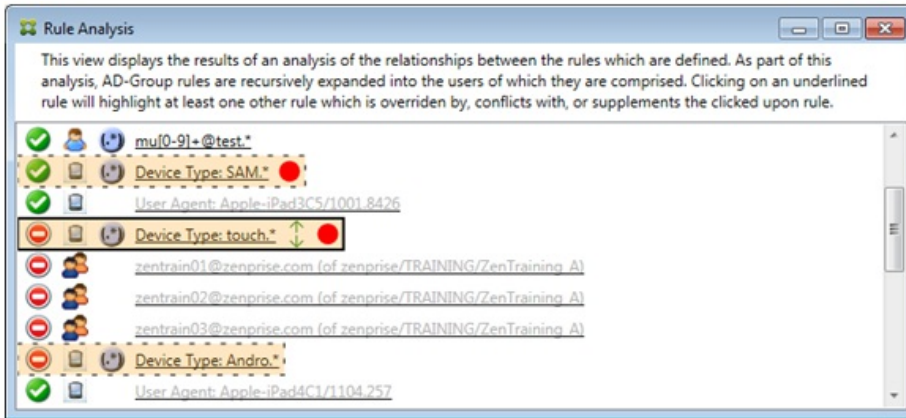 Rule Analysis
This view displays the results of an analysis of the relationships between the rules which are defined. As part of this
analysis, AD-Group rules are recursively expanded into the users of which they are comprised. Clicking on an underlined
rule will highlight at least one other rule which is overriden by, conflicts with, or supplements the clicked upon rule.
(.*) mu[0-9]+@test.*
(.*) Device Type: SAM.*
User Agent: Apple-iPad3C5/1001.8426
(.*) Device Type: touch.*
zentrain01@zenprise.com (of zenprise/TRAINING/ZenTraining A)
zentrain02@zenprise.com (of zenprise/TRAINING/ZenTraining A)
zentrain03@zenprise.com (of zenprise/TRAINING/ZenTraining A)
(.*) Device Type: Andro.*
User Agent: Apple-iPad4C1/1104.257